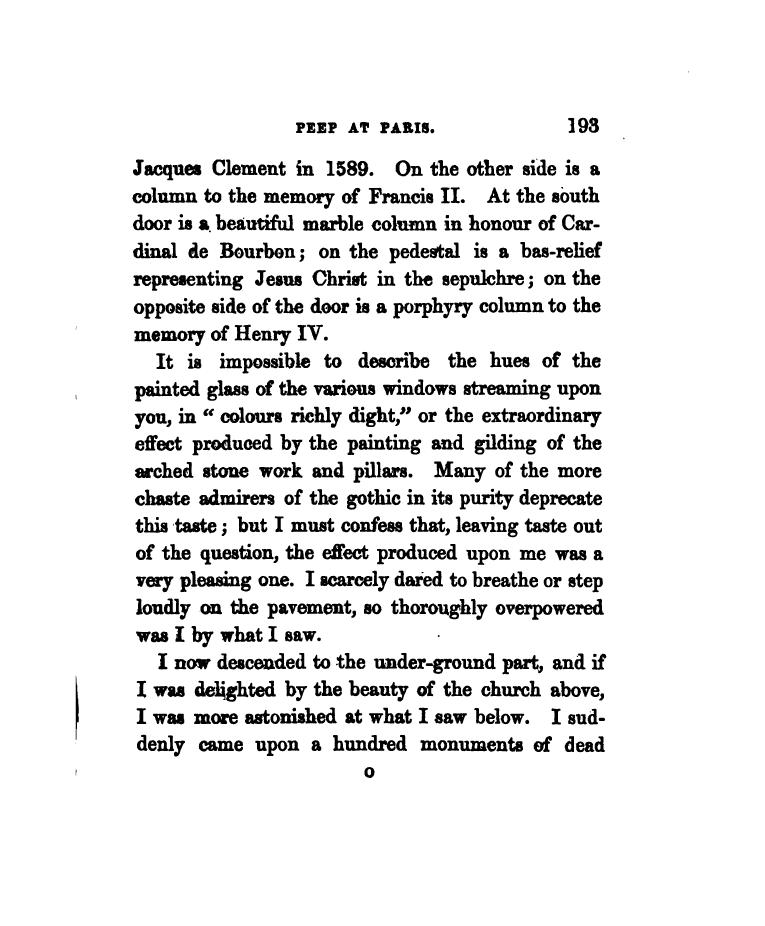 PEEP AT PARIS. 193
Jacques Clement in 1589. On the other side is a
column to the memory of Francis II. At the south
door is a beautiful marble column in honour of Car-
dinal de Bourbon; on the pedestal is a bas-relief
representing Jesus Christ in the sepulchre; on the
opposite side of the door is a porphyry column to the
memory of Henry IV.
It is impossible to describe the hues of the
painted glass of the various windows streaming upon
you, in “ colours richly dight,” or the extraordinary
effect produced by the painting and gilding of the
arched stone work and pillars. Many of the more
chaste admirers of the gothic in its purity deprecate
this taste; but I must confess that, leaving taste out
of the question, the effect produced upon me was a
very pleasing one. I scarcely dared to breathe or step
loudly on the pavement, so thoroughly overpowered
was I by what I saw.
I now descended to the under-ground part, and if
I was delighted by the beauty of the church above,
I was more astonished at what I saw below. I sud-
denly came upon a hundred monuments of dead
O